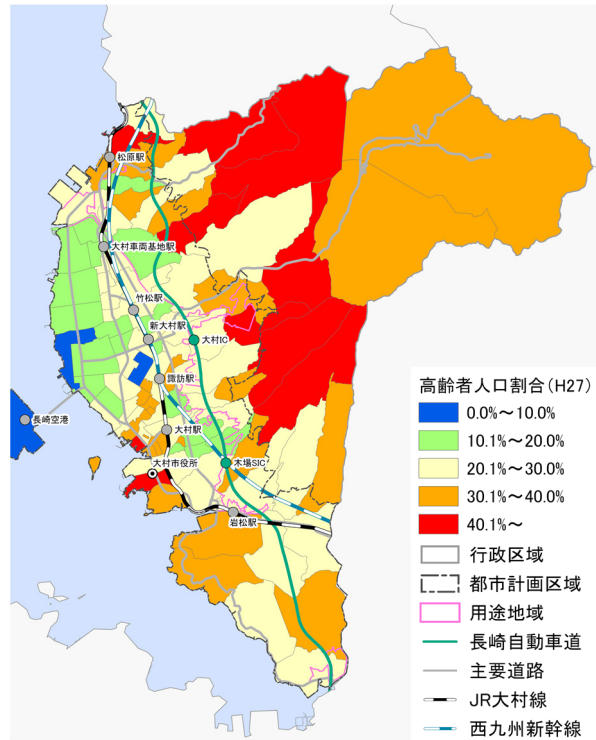 松原駅
大村車両基地駅
竹松駅
新大村駅
大村IC
諏訪駅
長崎空港
大村駅
大村市役所
木場SIC
岩松駅
高齢者人口割合(H27)
0.0%~10.0%
10.1%~20.0%
20.1%~30.0%
30.1%~40.0%
40.1%~
行政区域
都市計画区域
用途地域
長崎自動車道
主要道路
JR大村線
西九州新幹線